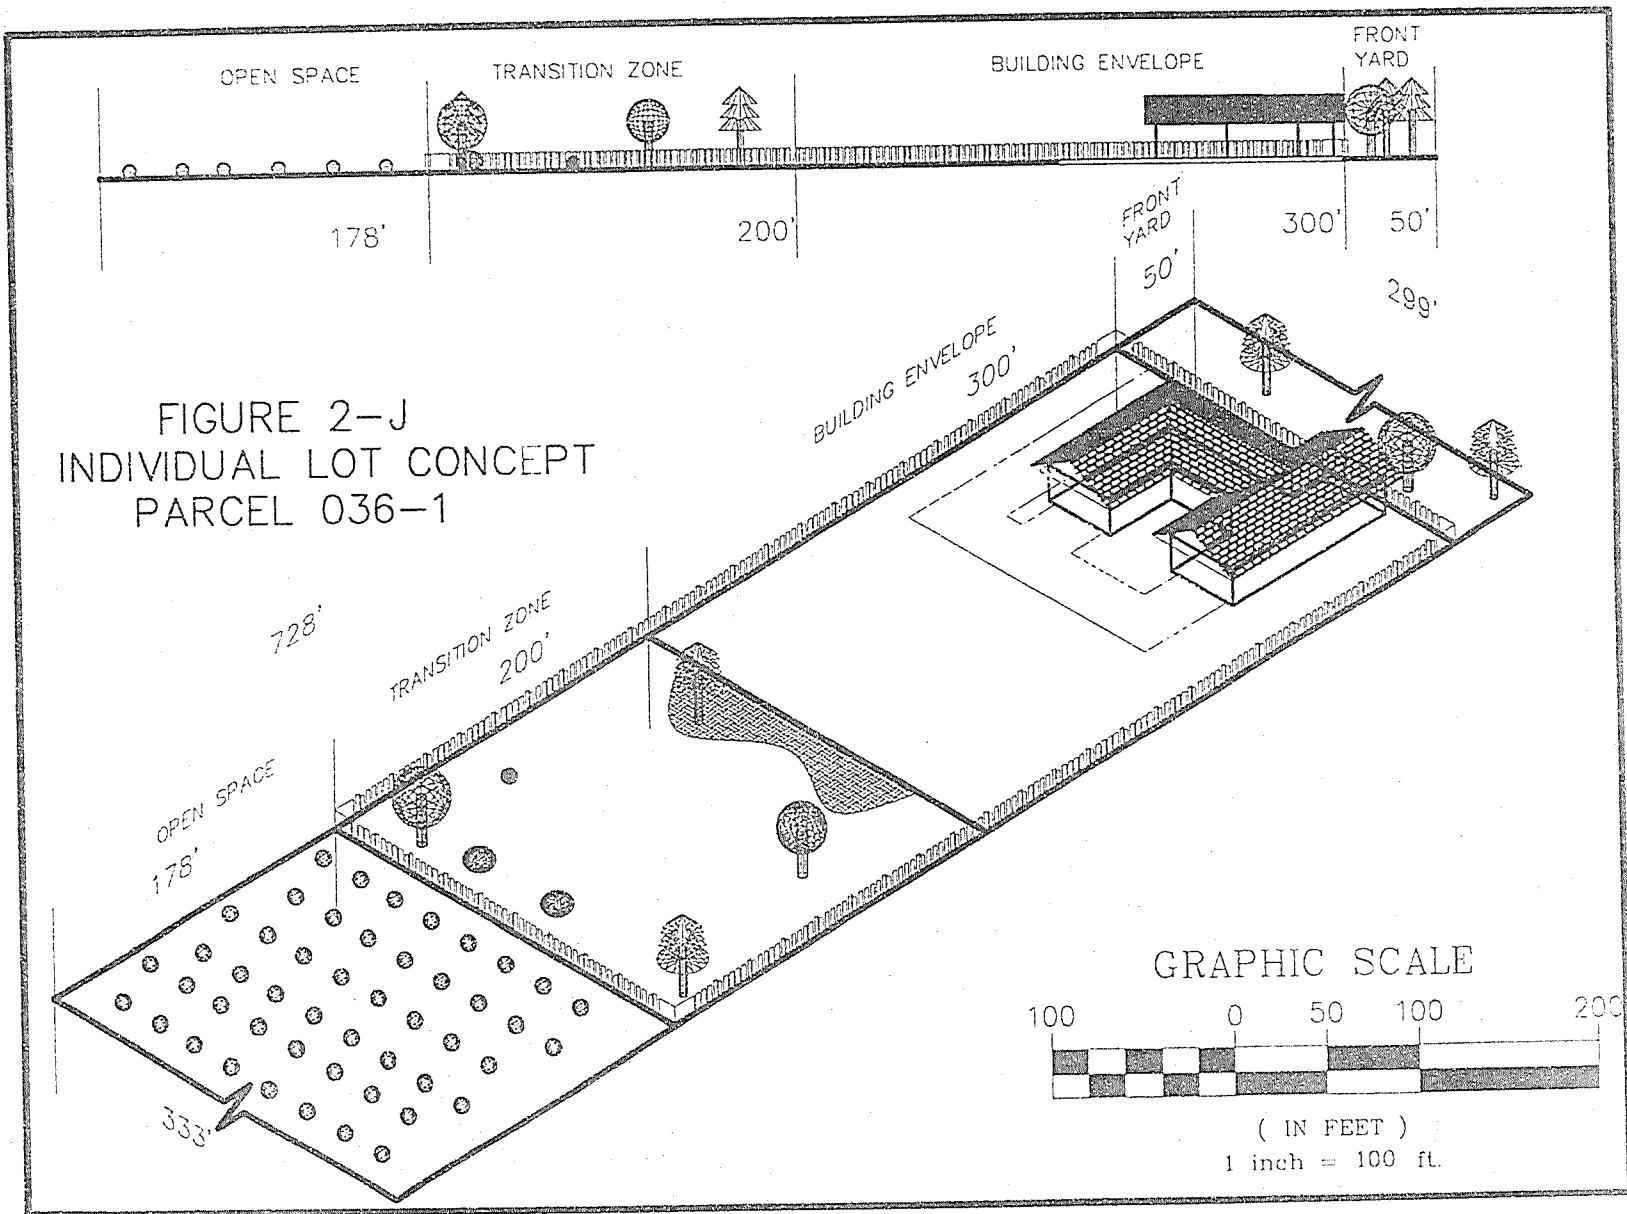 OPEN SPACE
TRANSITION ZONE
BUILDING ENVELOPE
FRONT
YARD
178'
200'
300'
50'
FRONT
YARD
50'
299'
BUILDING ENVELOPE
300'
FIGURE 2-J
INDIVIDUAL LOT CONCEPT
PARCEL 036-1
728'
TRANSITION ZONE
200'
OPEN SPACE
178'
333'
GRAPHIC SCALE
100 0 50 100 200
( IN FEET )
1 inch = 100 ft.